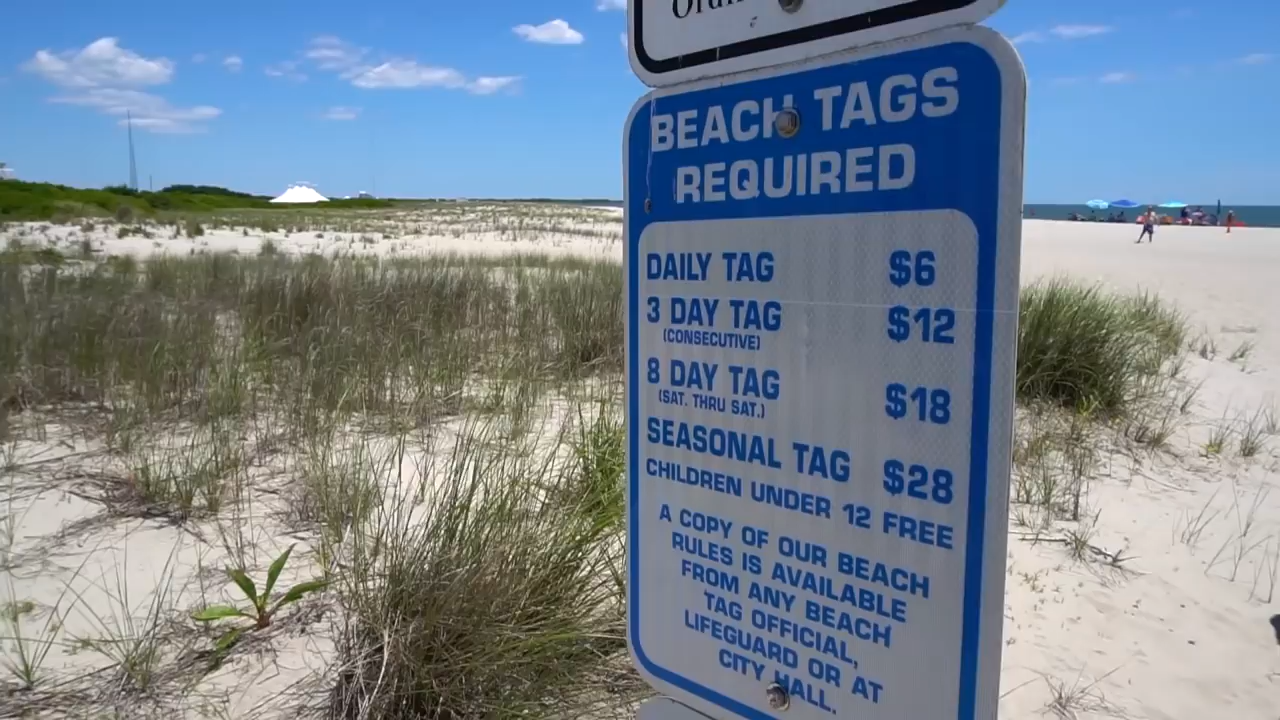 BEACH TAGS
REQUIRED
DAILY TAG $6
3 DAY TAG $12
(CONSECUTIVE)
8 DAY TAG $18
(SAT. THRU SAT.)
SEASONAL TAG $28
CHILDREN UNDER 12 FREE
A COPY OF OUR BEACH
RULES IS AVAILABLE
FROM ANY BEACH
TAG OFFICIAL,
LIFEGUARD OR AT
CITY HALL.